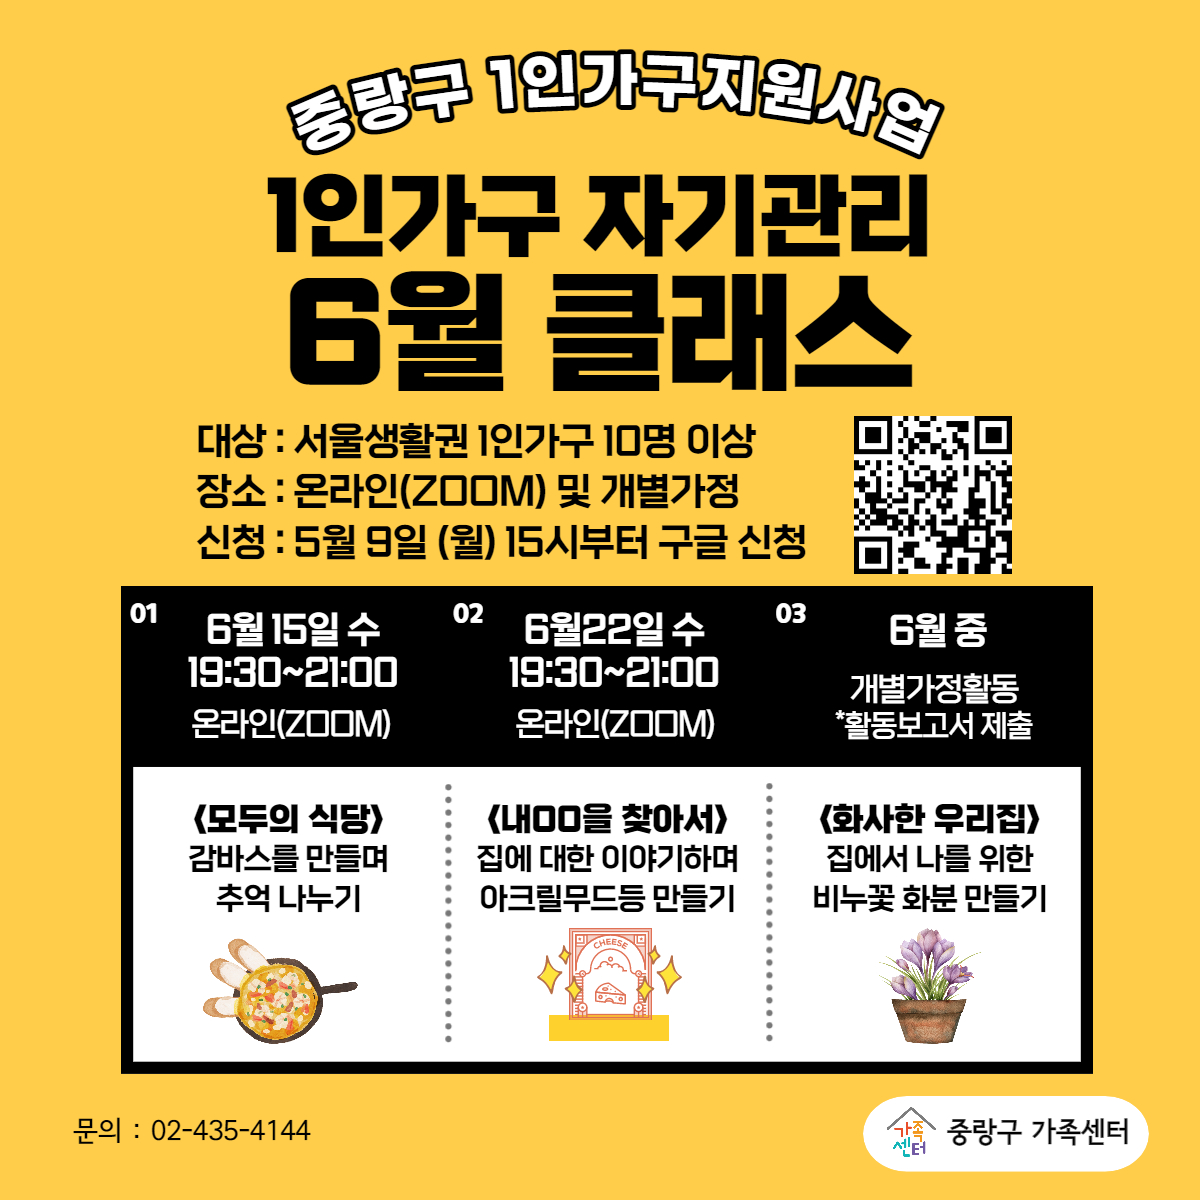 중랑구 1인가구지원사업
1인가구 자기관리
6월 클래스
대상 : 서울생활권 1인가구 10명 이상
장소 : 온라인(ZOOM) 및 개별가정
신청 : 5월 9일 (월) 15시부터 구글 신청
01
6월 15일 수
19:30~21:00
온라인(ZOOM)
02
6월22일 수
19:30~21:00
온라인(ZOOM)
03
6월 중
개별가정활동
*활동보고서 제출
<모두의 식당>
감바스를 만들며
추억 나누기
<내OO을 찾아서>
집에 대한 이야기하며
아크릴무드등 만들기
CHEESE
<화사한 우리집>
집에서 나를 위한
비누꽃 화분 만들기
문의 : 02-435-4144
가족
센터
중랑구 가족센터